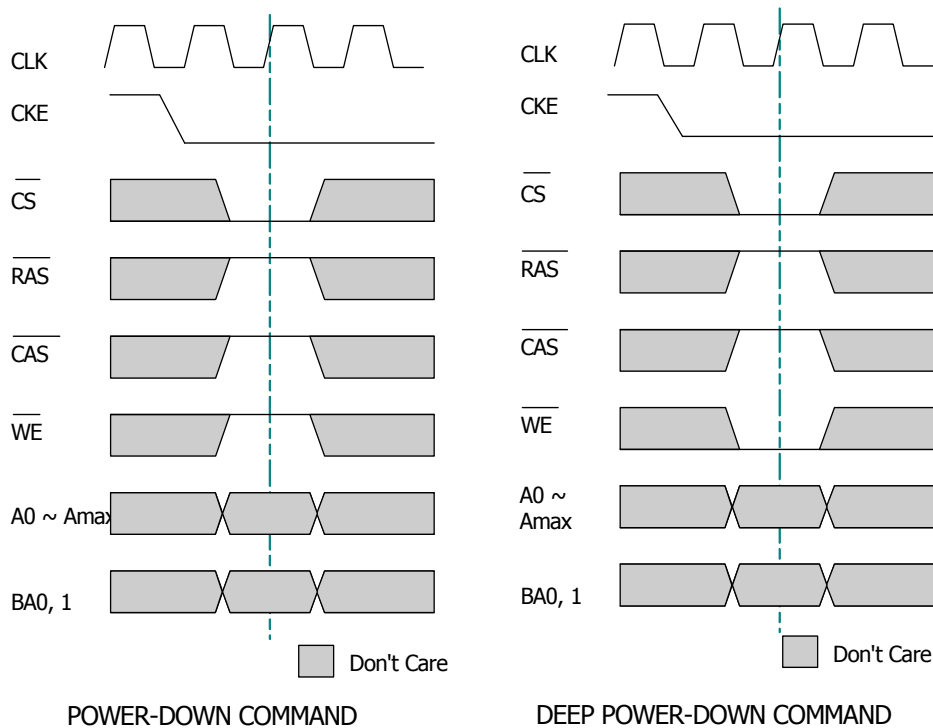 CLK
CKE
CS
RAS
CAS
WE
A0 ~ Amax
BA0, 1
Don't Care
POWER-DOWN COMMAND
CLK
CKE
CS
RAS
CAS
WE
A0 ~
Amax
BA0, 1
Don't Care
DEEP POWER-DOWN COMMAND